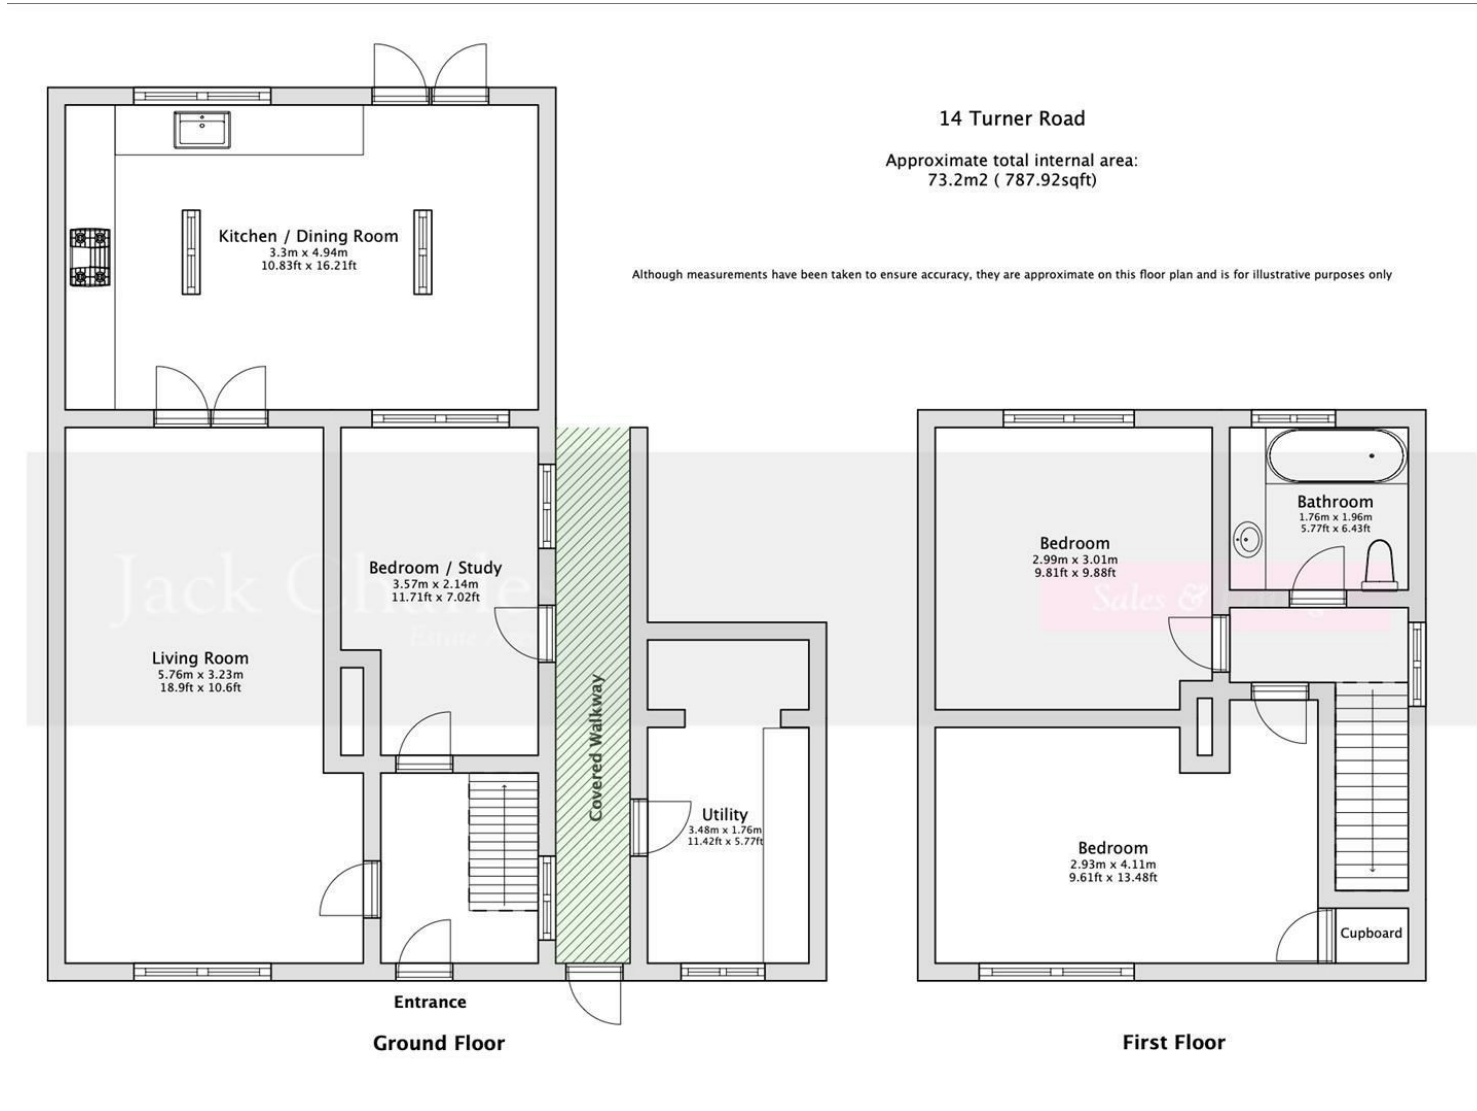 14 Turner Road
Approximate total internal area:
73.2m2 ( 787.92sqft)
Although measurements have been taken to ensure accuracy, they are approximate on this floor plan and is for illustrative purposes only
Kitchen / Dining Room
3.3m x 4.94m
10.83ft x 16.21ft
Bedroom / Study
3.57m x 2.14m
11.71ft x 7.02ft
Living Room
5.76m x 3.23m
18.9ft x 10.6ft
Covered Walkway
Utility
3.48m x 1.76m
11.42ft x 5.77ft
Entrance
Ground Floor
Bedroom
2.99m x 3.01m
9.81ft x 9.88ft
Bathroom
1.76m x 1.96m
5.77ft x 6.43ft
Bedroom
2.93m x 4.11m
9.61ft x 13.48ft
Cupboard
First Floor
Jack
Estate
Sales &